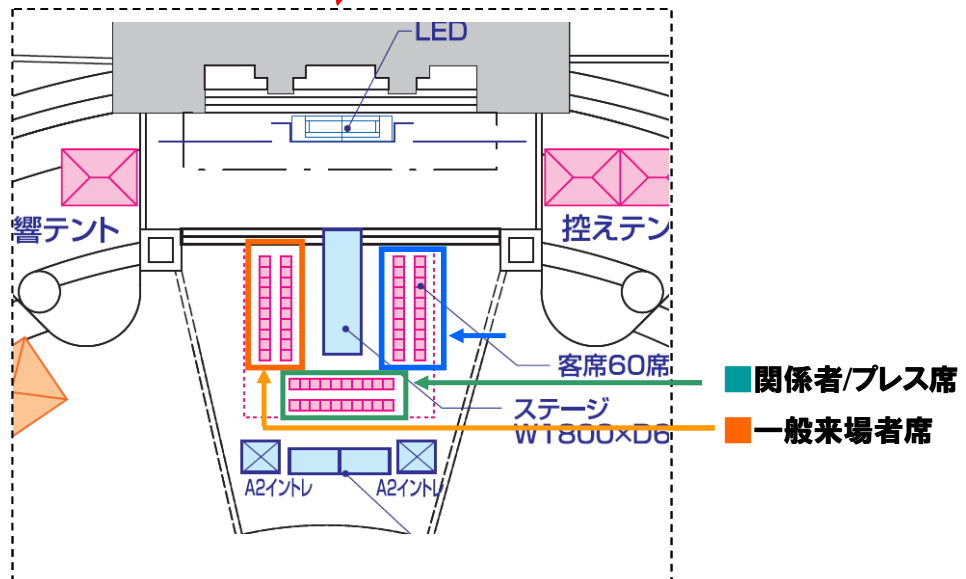 LED
響テント
控えテン
客席60席
■関係者/プレス席
ステージ
W1800×D6
■一般来場者席
A2イントレ
A2イントレ